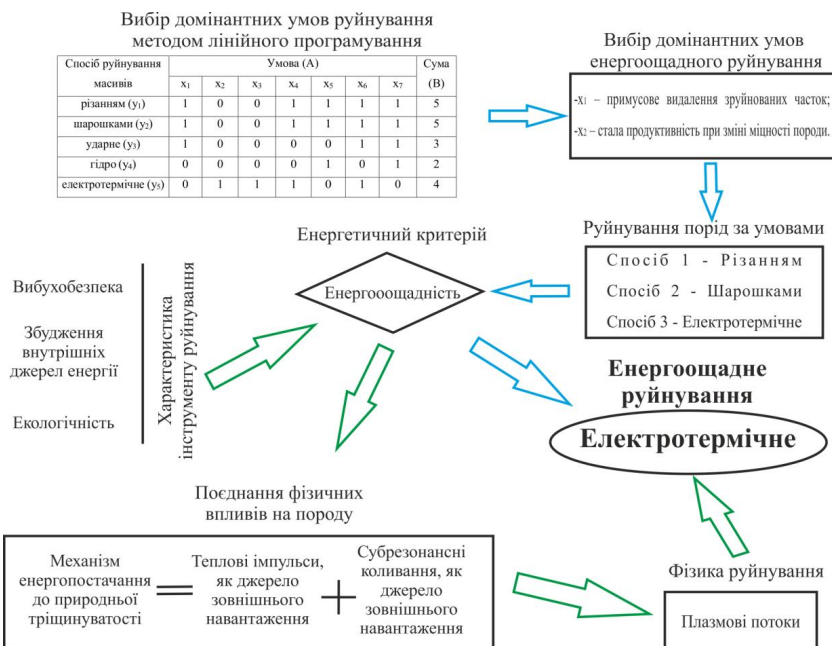 Вибір домінантних умов руйнування
методом лінійного програмування
Спосіб руйнування масивів Умова (А) Сума (В)
x₁ x₂ x₃ x₄ x₅ x₆ x₇
різанням (y₁) 1 0 0 1 1 1 1 5
шарошками (y₂) 1 0 0 1 1 1 1 5
ударне (y₃) 1 0 0 0 0 1 1 3
гідро (y₄) 0 0 0 0 1 0 1 2
електротермічне (y₅) 0 1 1 1 0 1 0 4
Вибір домінантних умов
енергоощадного руйнування
-x₁ – примусове видалення зруйнованих часток;
-x₂ – стала продуктивність при зміні міцності породи.
Руйнування порід за умовами
Спосіб 1 - Різанням
Спосіб 2 - Шарошками
Спосіб 3 - Електротермічне
Енергетичний критерій
Енергооощадність
Вибухобезпека
Збудження
внутрішніх
джерел енергії
Екологічність
Характеристика
інструменту руйнування
Енергоощадне
руйнування
Електротермічне
Поєднання фізичних
впливів на породу
Механізм
енергопостачання
до природної
тріщинуватості
=
Теплові імпульси,
як джерело
зовнішнього
навантаження
+
Субрезонансні
коливання, як
джерело
зовнішнього
навантаження
Фізика руйнування
Плазмові потоки